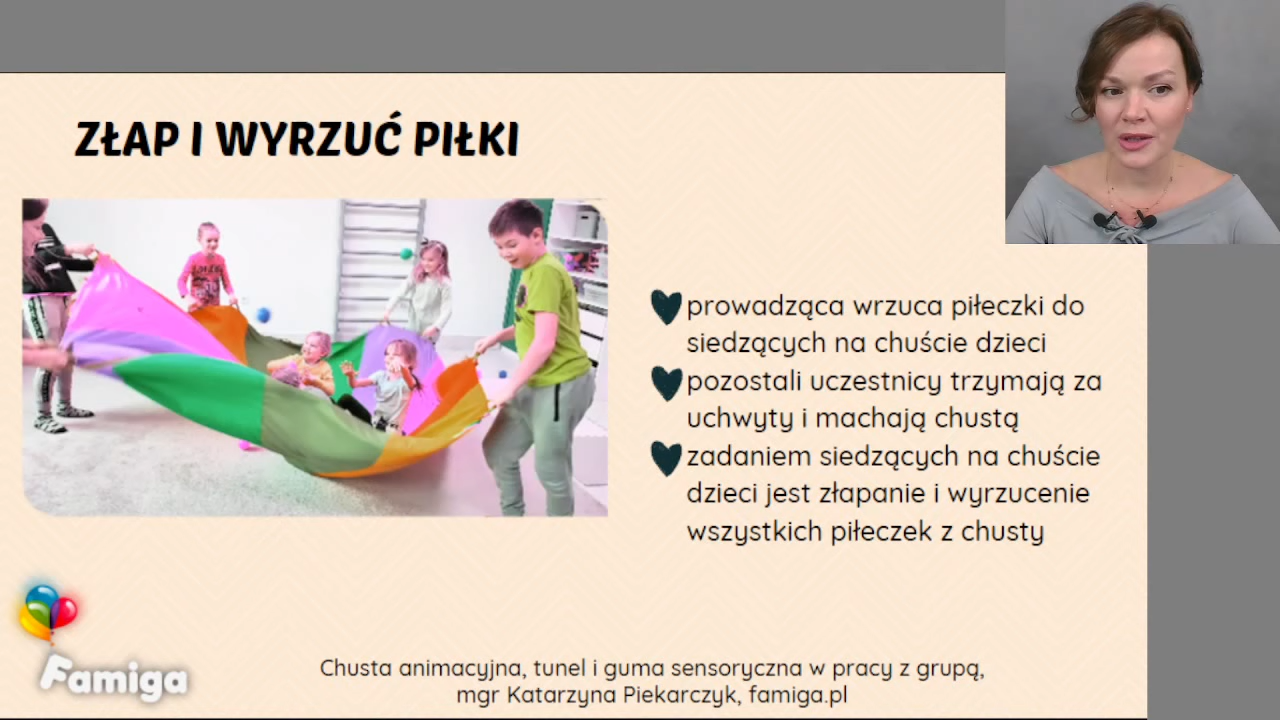 ZŁAP I WYRZUĆ PIŁKI
prowadząca wrzuca piłeczki do
siedzących na chuście dzieci
pozostali uczestnicy trzymają za
uchwyty i machają chustą
zadaniem siedzących na chuście
dzieci jest złapanie i wyrzucenie
wszystkich piłeczek z chusty
Famiga
Chusta animacyjna, tunel i guma sensoryczna w pracy z grupą,
mgr Katarzyna Piekarczyk, famiga.pl